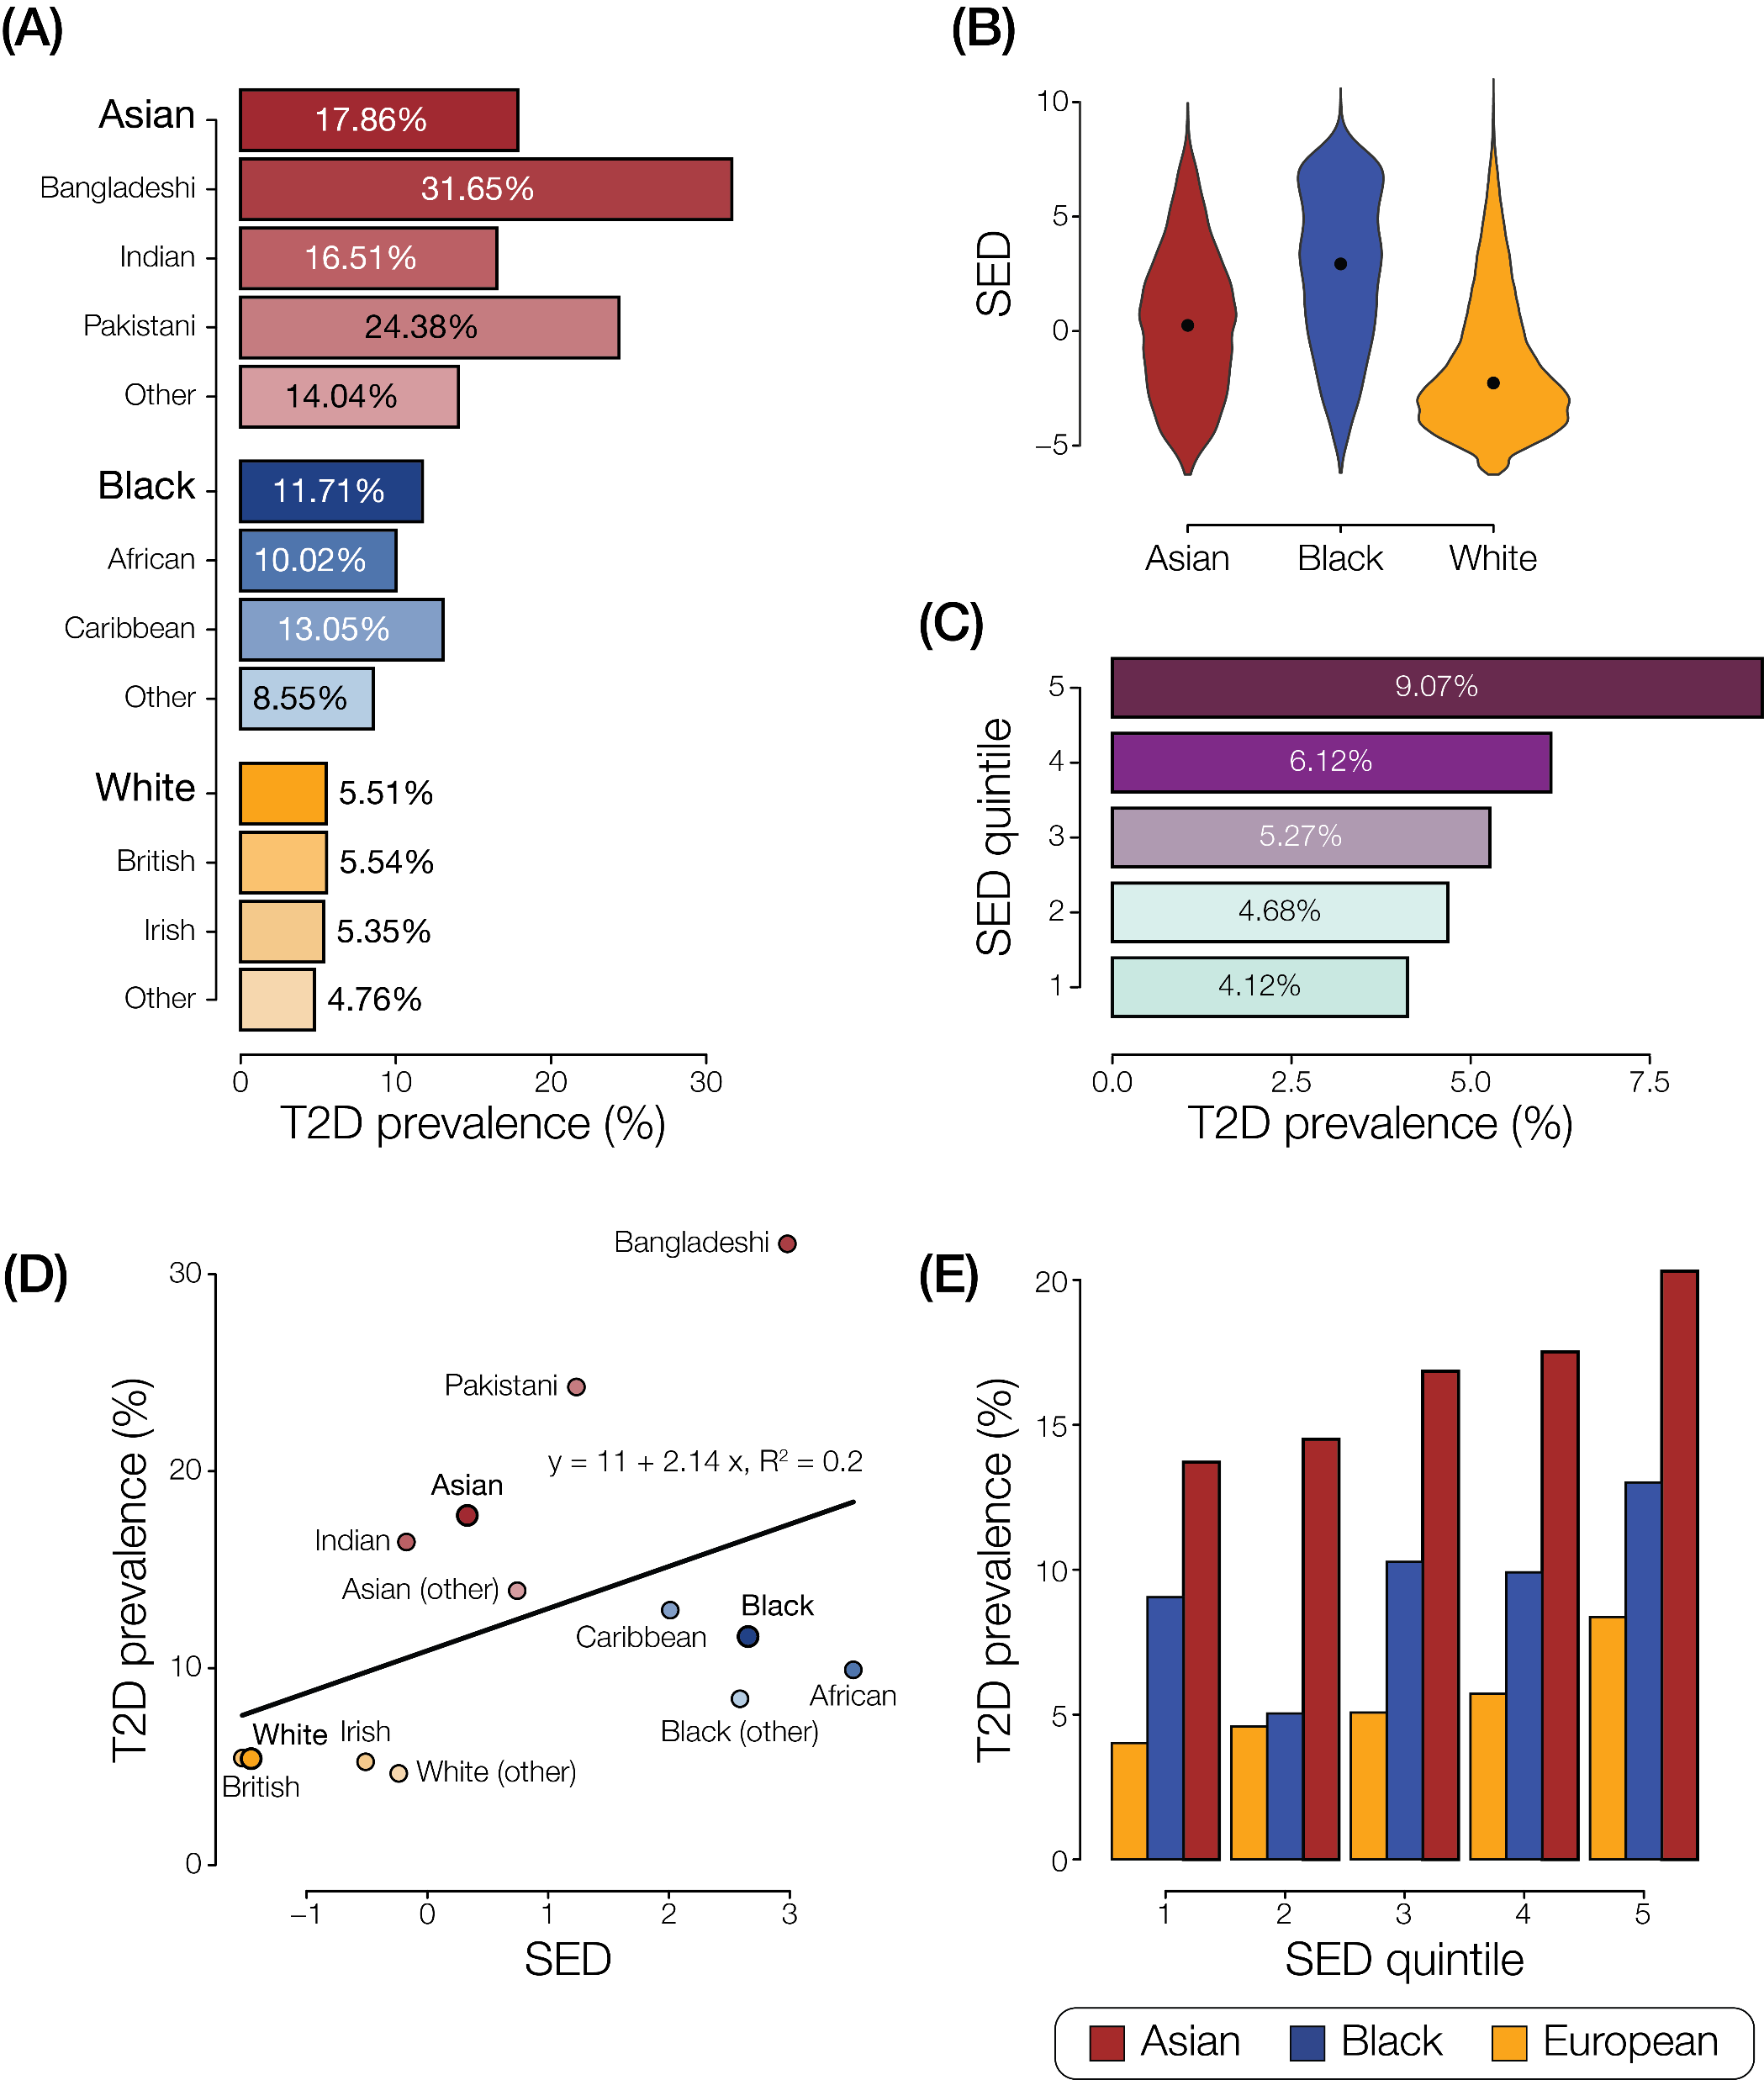 (A)
Asian
17.86%
Bangladeshi
31.65%
Indian
16.51%
Pakistani
24.38%
Other
14.04%
Black
11.71%
African
10.02%
Caribbean
13.05%
Other
8.55%
White
5.51%
British
5.54%
Irish
5.35%
Other
4.76%
0 10 20 30
T2D prevalence (%)
(B)
SED
10
5
0
−5
Asian Black White
(C)
SED quintile
5
9.07%
4
6.12%
3
5.27%
2
4.68%
1
4.12%
0.0 2.5 5.0 7.5
T2D prevalence (%)
(D)
T2D prevalence (%)
30
20
10
0
Bangladeshi
Pakistani
y = 11 + 2.14 x, R² = 0.2
Asian
Indian
Asian (other)
Caribbean
Black
African
Black (other)
White
Irish
White (other)
British
−1 0 1 2 3
SED
(E)
T2D prevalence (%)
20
15
10
5
0
1 2 3 4 5
SED quintile
Asian Black European